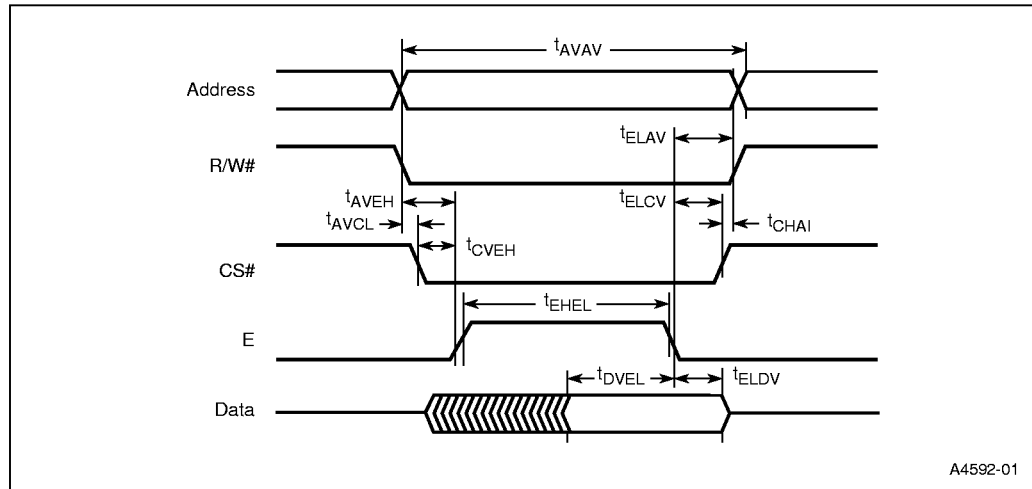 tAVAV
Address
tELAV
R/W#
tAVEH
tELCV
tAVCL
tCHAI
tCVEH
CS#
tEHEL
E
tDVEL
tELDV
Data
A4592-01